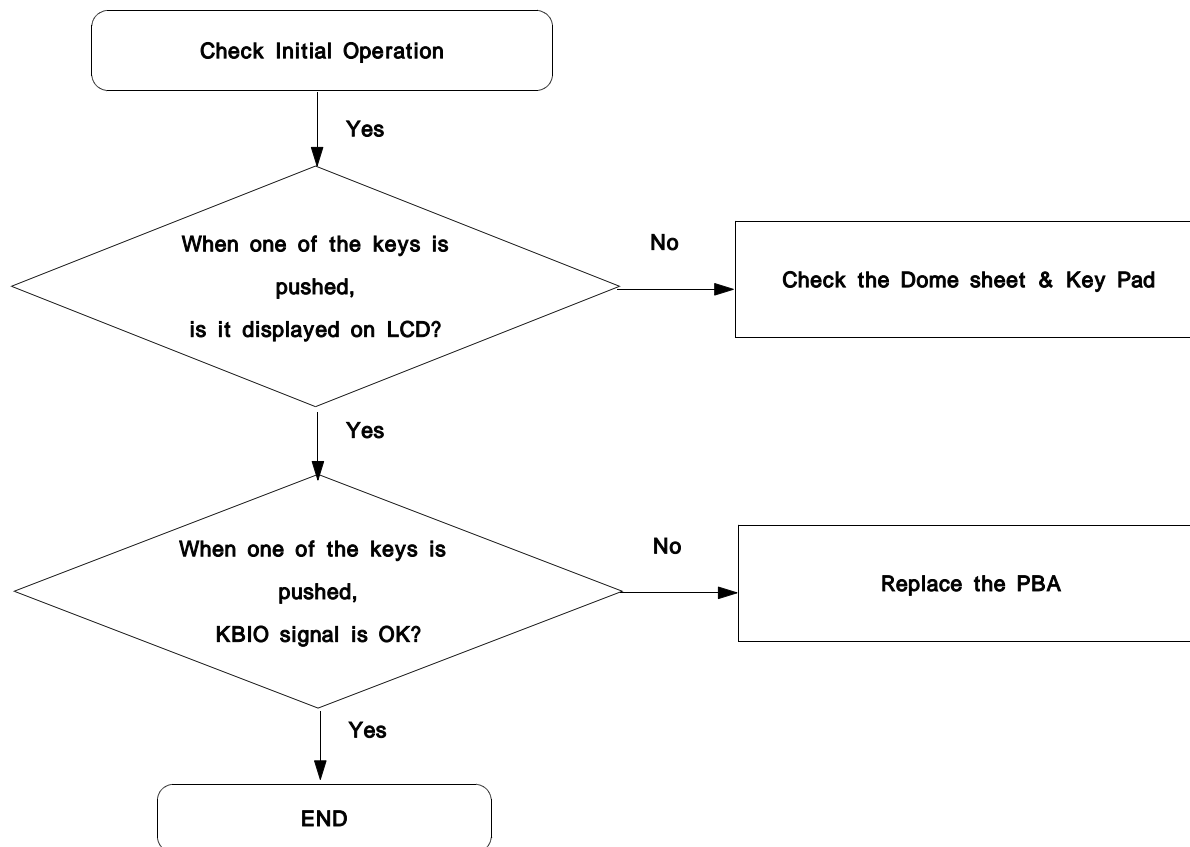 Check Initial Operation
Yes
When one of the keys is
pushed,
is it displayed on LCD?
No
Check the Dome sheet & Key Pad
Yes
When one of the keys is
pushed,
KBIO signal is OK?
No
Replace the PBA
Yes
END